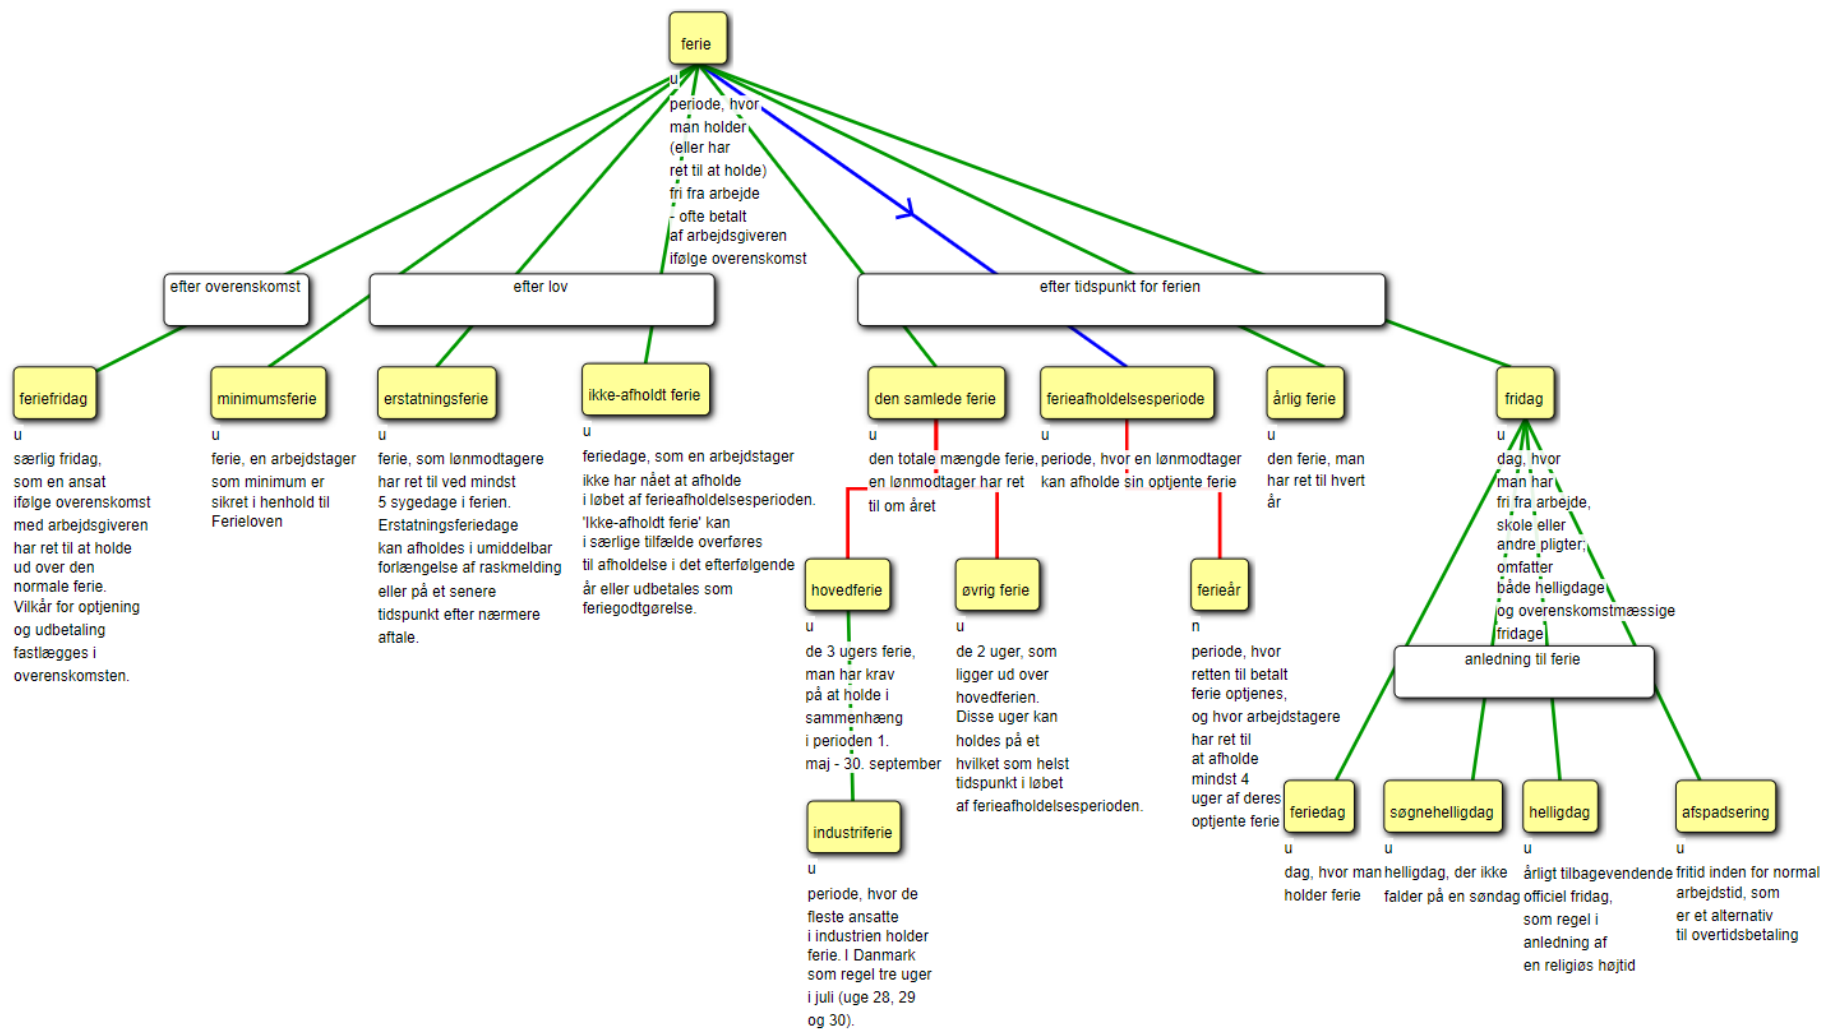 ferie
u
periode, hvor
man holder
(eller har
ret til at holde)
fri fra arbejde
- ofte betalt
af arbejdsgiveren
ifølge overenskomst
efter overenskomst
efter lov
efter tidspunkt for ferien
feriefridag
u
særlig fridag,
som en ansat
ifølge overenskomst
med arbejdsgiveren
har ret til at holde
ud over den
normale ferie.
Vilkår for optjening
og udbetaling
fastlægges i
overenskomsten.
minimumsferie
u
ferie, en arbejdstager
som minimum er
sikret i henhold til
Ferieloven
erstatningsferie
u
ferie, som lønmodtagere
har ret til ved mindst
5 sygedage i ferien.
Erstatningsferiedage
kan afholdes i umiddelbar
forlængelse af raskmelding
eller på et senere
tidspunkt efter nærmere
aftale.
ikke-afholdt ferie
u
feriedage, som en arbejdstager
ikke har nået at afholde
i løbet af ferieafholdelsesperioden.
'Ikke-afholdt ferie' kan
i særlige tilfælde overføres
til afholdelse i det efterfølgende
år eller udbetales som
feriegodtgørelse.
den samlede ferie
u
den totale mængde ferie,
en lønmodtager har ret
til om året
ferieafholdelsesperiode
u
periode, hvor en lønmodtager
kan afholde sin optjente ferie
årlig ferie
u
den ferie, man
har ret til hvert
år
fridag
u
dag, hvor
man har
fri fra arbejde,
skole eller
andre pligter;
omfatter
både helligdage
og overenskomstmæssige
fridage
hovedferie
u
de 3 ugers ferie,
man har krav
på at holde i
sammenhæng
i perioden 1.
maj - 30. september
øvrig ferie
u
de 2 uger, som
ligger ud over
hovedferien.
Disse uger kan
holdes på et
hvilket som helst
tidspunkt i løbet
af ferieafholdelsesperioden.
ferieår
n
periode, hvor
retten til betalt
ferie optjenes,
og hvor arbejdstagere
har ret til
at afholde
mindst 4
uger af deres
optjente ferie
anledning til ferie
industriferie
u
periode, hvor de
fleste ansatte
i industrien holder
ferie. I Danmark
som regel tre uger
i juli (uge 28, 29
og 30).
feriedag
u
dag, hvor man
holder ferie
søgnehelligdag
u
helligdag, der ikke
falder på en søndag
helligdag
u
årligt tilbagevendende
officiel fridag,
som regel i
anledning af
en religiøs højtid
afspadsering
u
fritid inden for normal
arbejdstid, som
er et alternativ
til overtidsbetaling